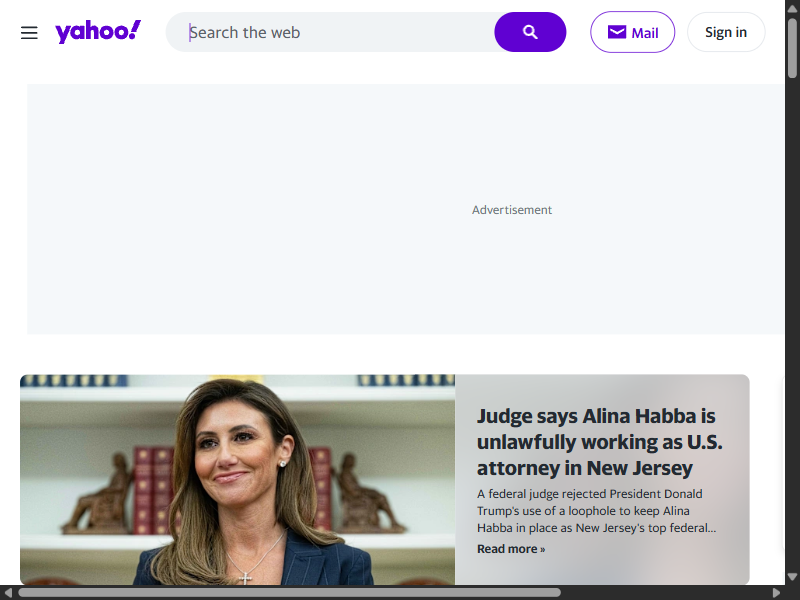 yahoo!
Search the web
Mail
Sign in
Advertisement
Judge says Alina Habba is
unlawfully working as U.S.
attorney in New Jersey
A federal judge rejected President Donald
Trump's use of a loophole to keep Alina
Habba in place as New Jersey's top federal...
Read more »